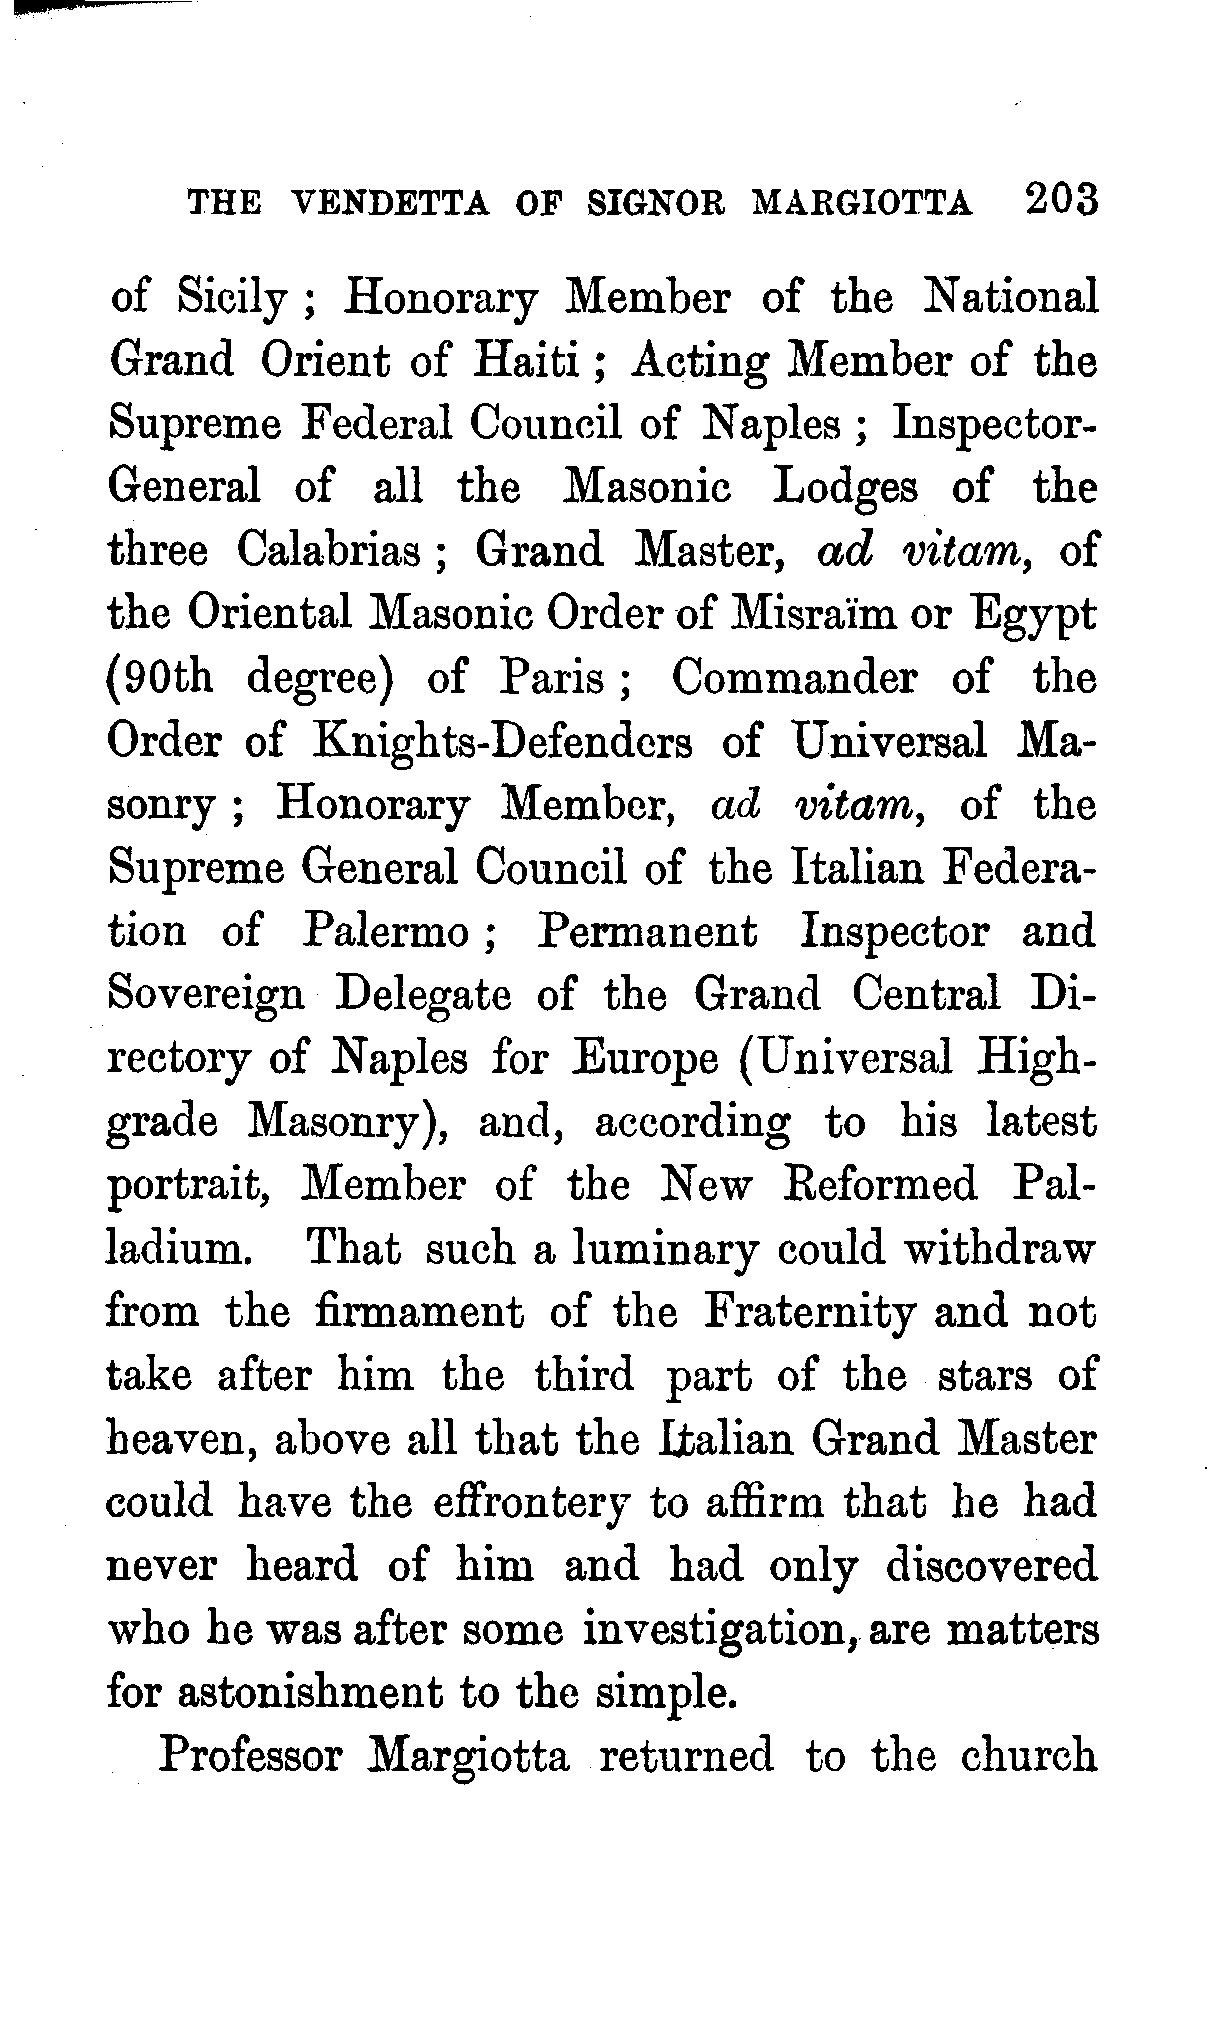 THE VENDETTA OF SIGNOR MARGIOTTA 203
of Sicily ; Honorary Member of the National
Grand Orient of Haiti ; Acting Member of the
Supreme Federal Council of Naples ; Inspector-
General of all the Masonic Lodges of the
three Calabrias ; Grand Master, ad vitam, of
the Oriental Masonic Order of Misraïm or Egypt
(90th degree) of Paris ; Commander of the
Order of Knights-Defenders of Universal Ma-
sonry ; Honorary Member, ad vitam, of the
Supreme General Council of the Italian Federa-
tion of Palermo ; Permanent Inspector and
Sovereign Delegate of the Grand Central Di-
rectory of Naples for Europe (Universal High-
grade Masonry), and, according to his latest
portrait, Member of the New Reformed Pal-
ladium. That such a luminary could withdraw
from the firmament of the Fraternity and not
take after him the third part of the stars of
heaven, above all that the Italian Grand Master
could have the effrontery to affirm that he had
never heard of him and had only discovered
who he was after some investigation, are matters
for astonishment to the simple.
Professor Margiotta returned to the church